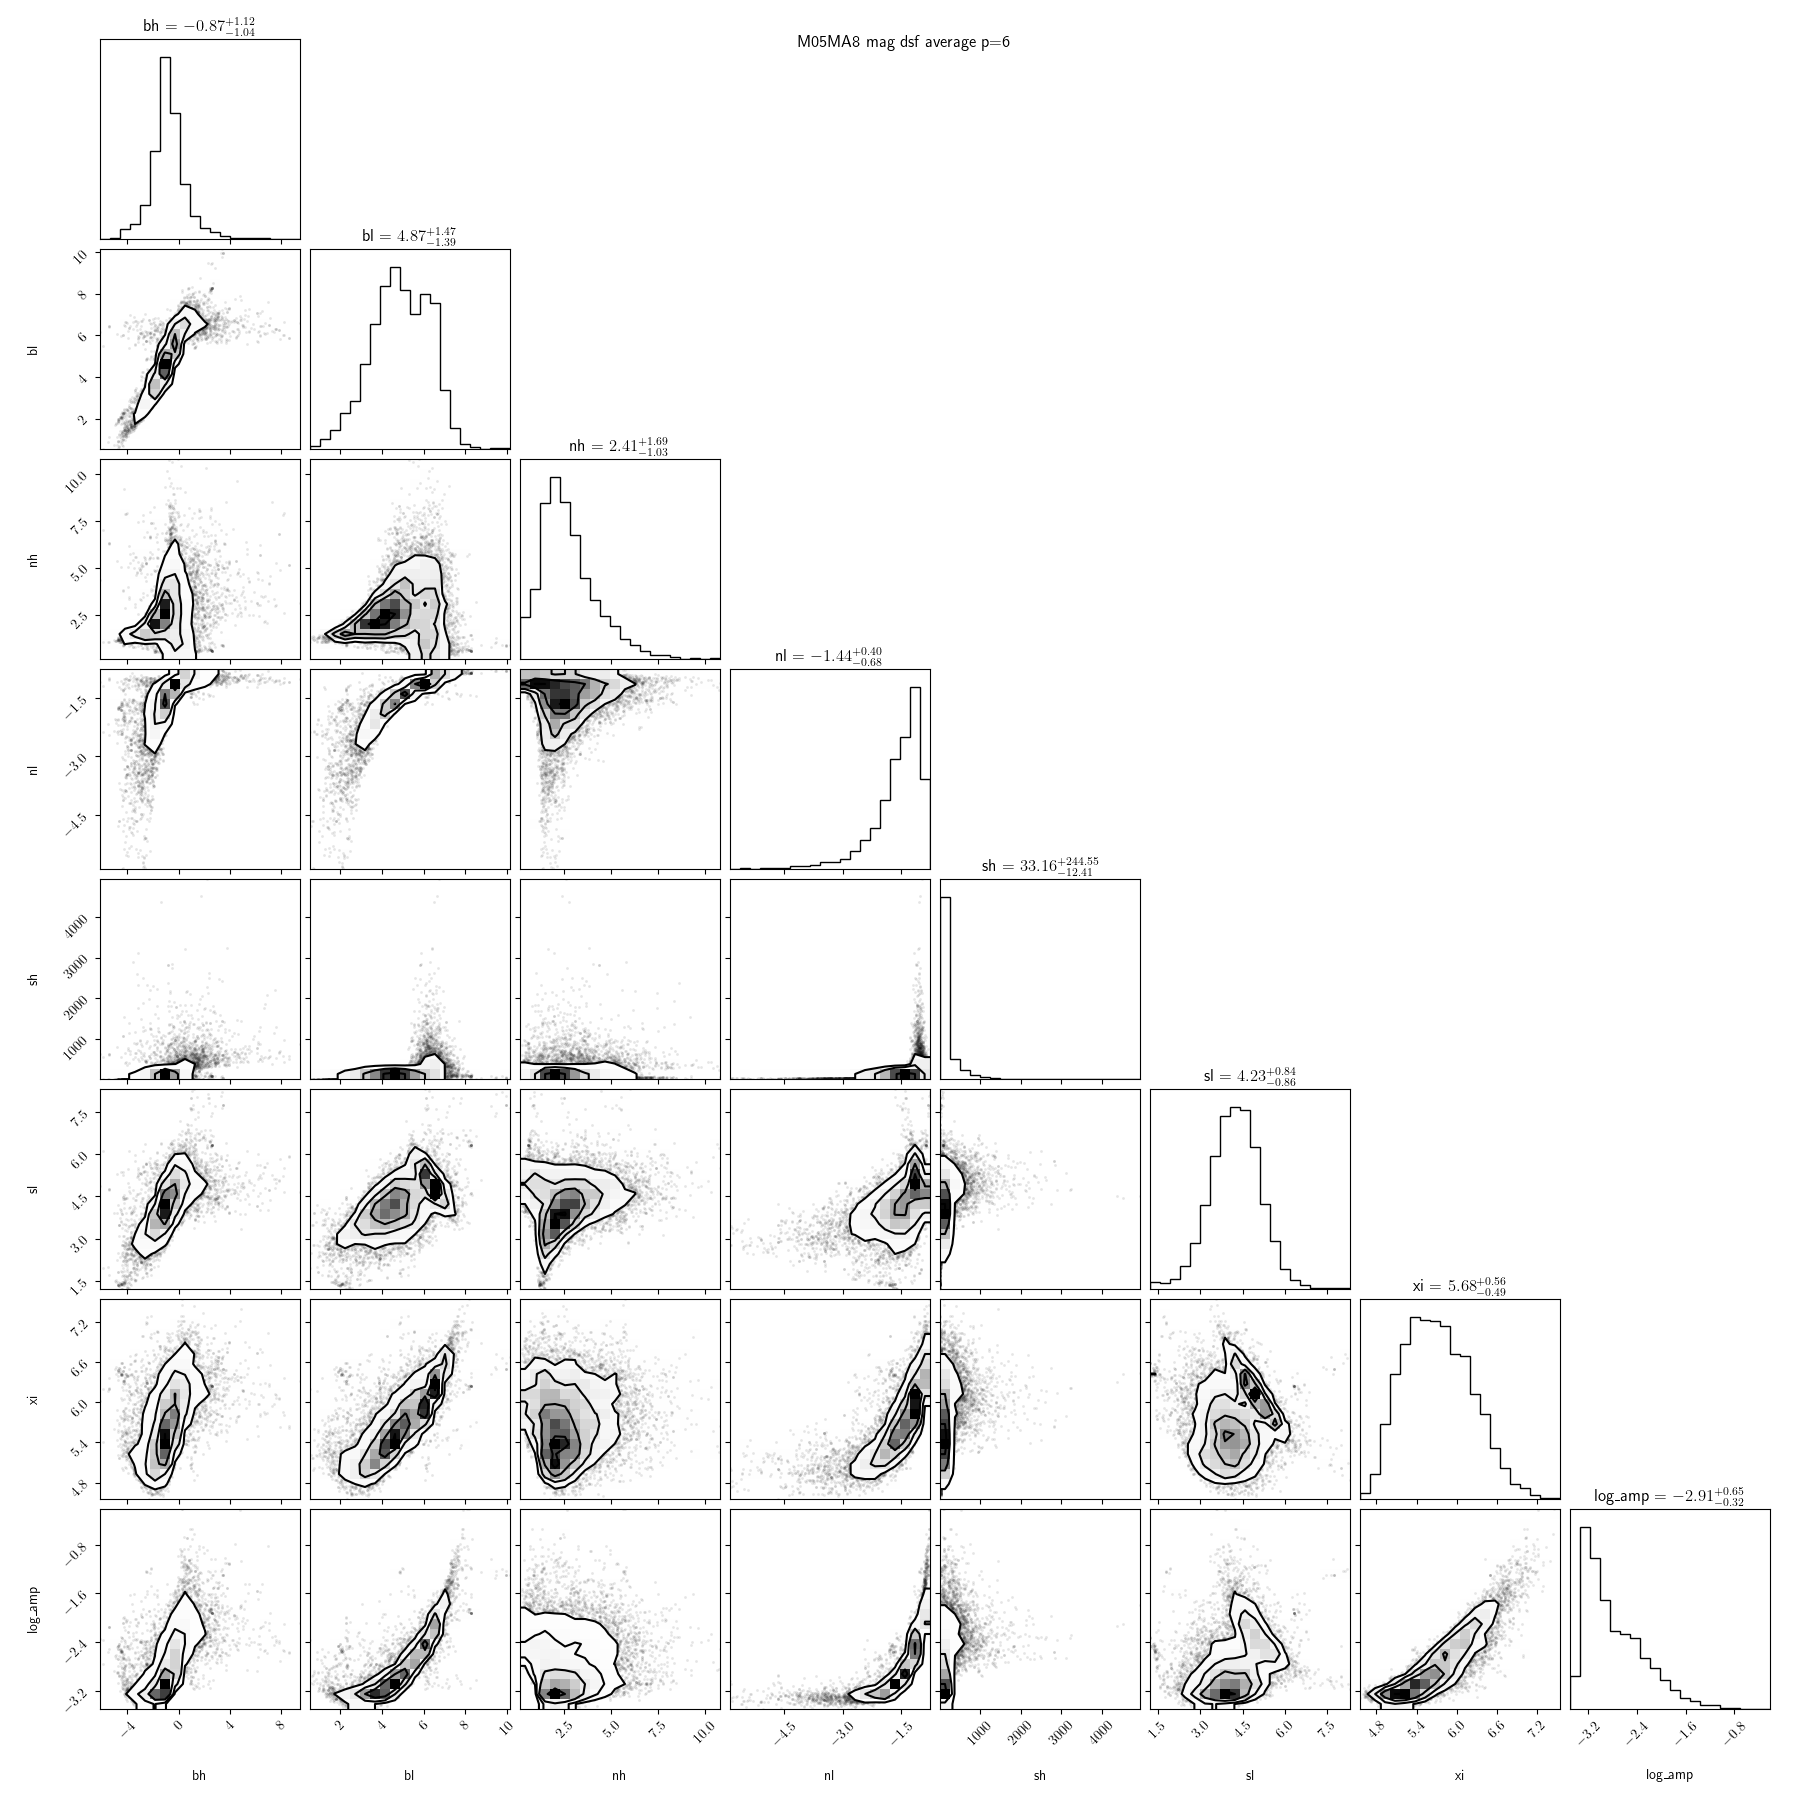 M05MA8 mag dsf average p=6
bh = −0.87 +1.12 −1.04
bl = 4.87 +1.47 −1.39
nh = 2.41 +1.69 −1.03
nl = −1.44 +0.40 −0.68
sh = 33.16 +244.55 −12.41
sl = 4.23 +0.84 −0.86
xi = 5.68 +0.56 −0.49
log_amp = −2.91 +0.65 −0.32
bl
10
8
6
4
2
nh
10.0
7.5
5.0
2.5
nl
−1.5
−3.0
−4.5
sh
4000
3000
2000
1000
sl
7.5
6.0
4.5
3.0
1.5
xi
7.2
6.6
6.0
5.4
4.8
log_amp
−0.8
−1.6
−2.4
−3.2
−4 0 4 8
2 4 6 8 10
2.5 5.0 7.5 10.0
−4.5 −3.0 −1.5
1000 2000 3000 4000
1.5 3.0 4.5 6.0 7.5
4.8 5.4 6.0 6.6 7.2
−3.2 −2.4 −1.6 −0.8
bh bl nh nl sh sl xi log_amp